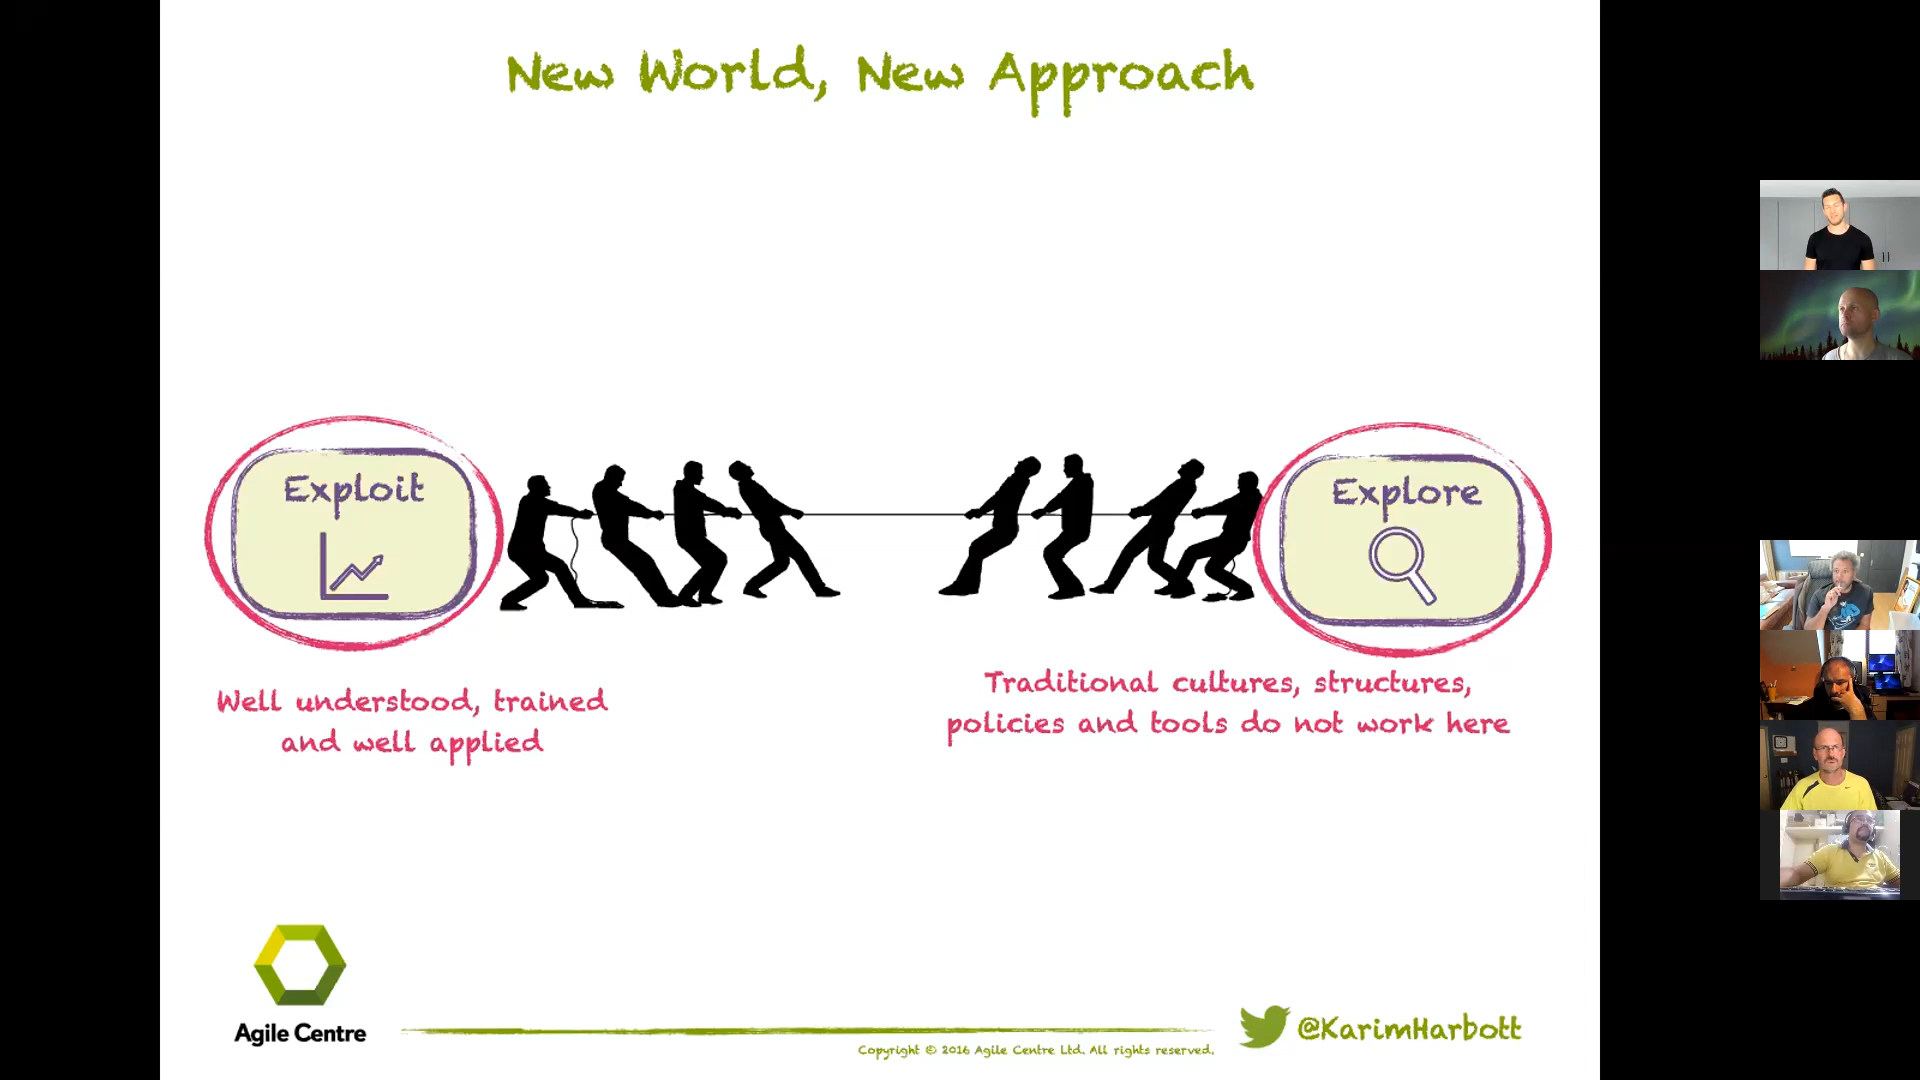 New World, New Approach
Exploit
Explore
Well understood, trained
and well applied
Traditional cultures, structures,
policies and tools do not work here
Agile Centre
Copyright © 2016 Agile Centre Ltd. All rights reserved.
@KarimHarbott